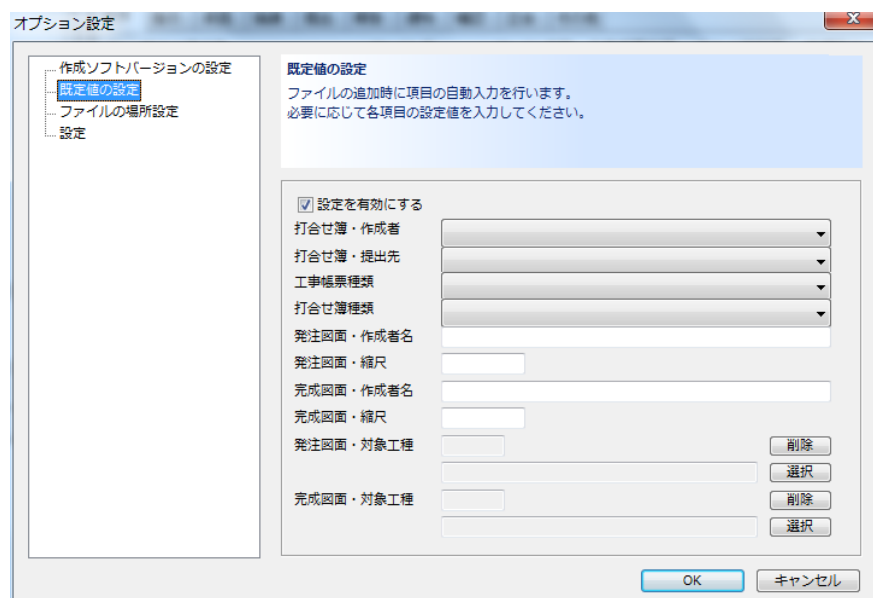 オプション設定
作成ソフトバージョンの設定
既定値の設定
ファイルの場所設定
設定
既定値の設定
ファイルの追加時に項目の自動入力を行います。
必要に応じて各項目の設定値を入力してください。
設定を有効にする
打合せ簿・作成者
打合せ簿・提出先
工事帳票種類
打合せ簿種類
発注図面・作成者名
発注図面・縮尺
完成図面・作成者名
完成図面・縮尺
発注図面・対象工種
削除
選択
完成図面・対象工種
削除
選択
OK
キャンセル